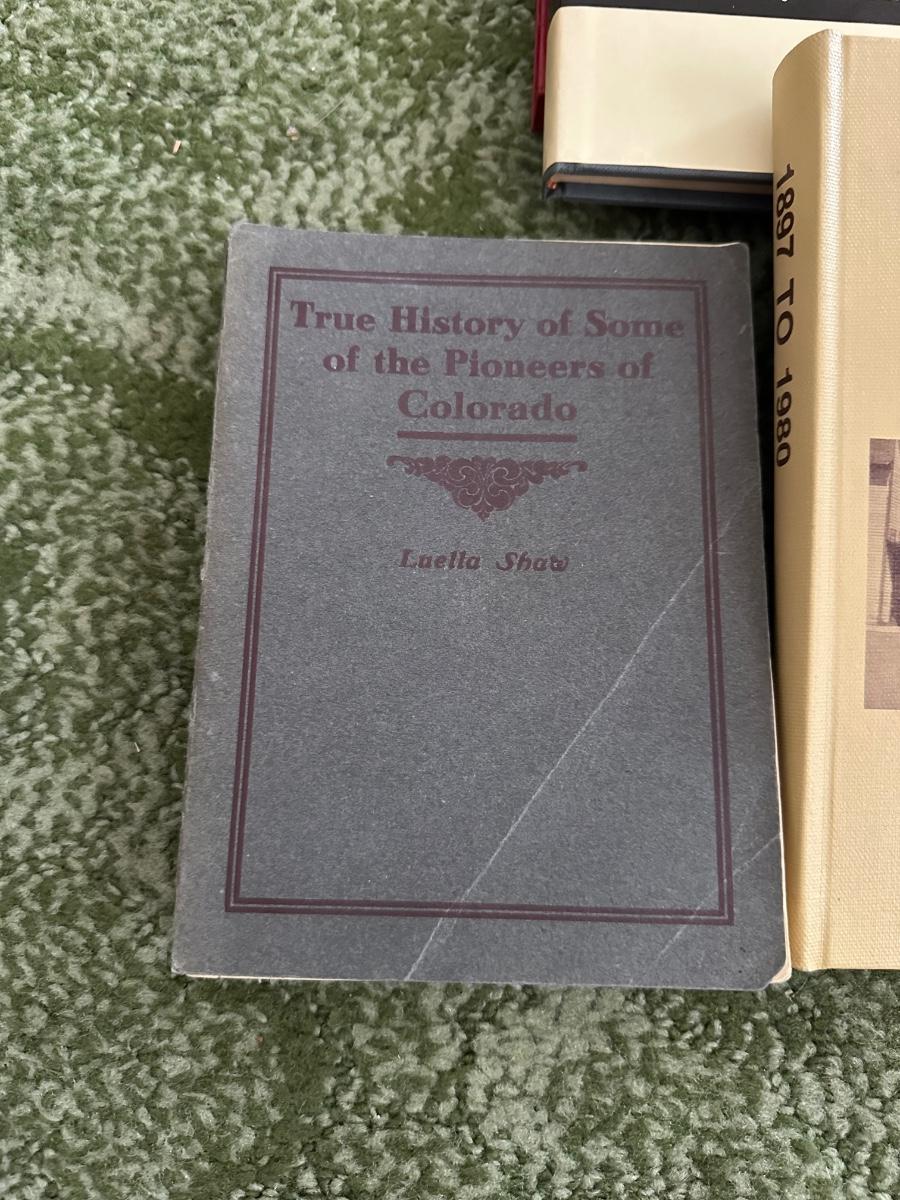 True History of Some
of the Pioneers of
Colorado
Luella Shaw
1897 TO 1980